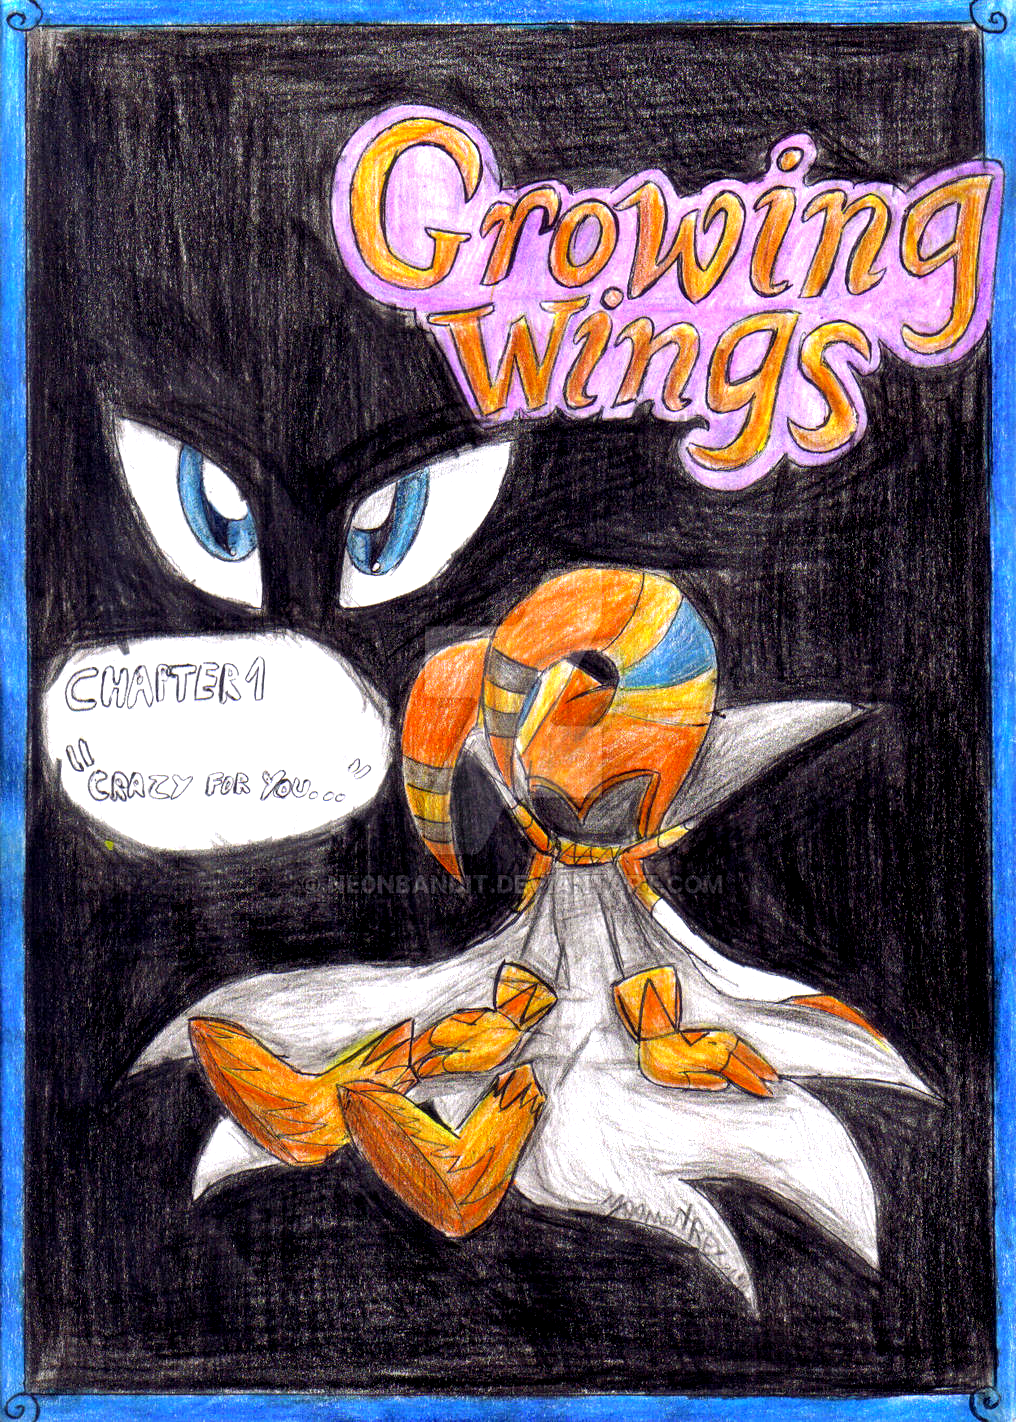 Growing
Wings
CHAPTER 1
"CRAZY FOR YOU..."
© NEONBANDIT.DEVIANTART.COM